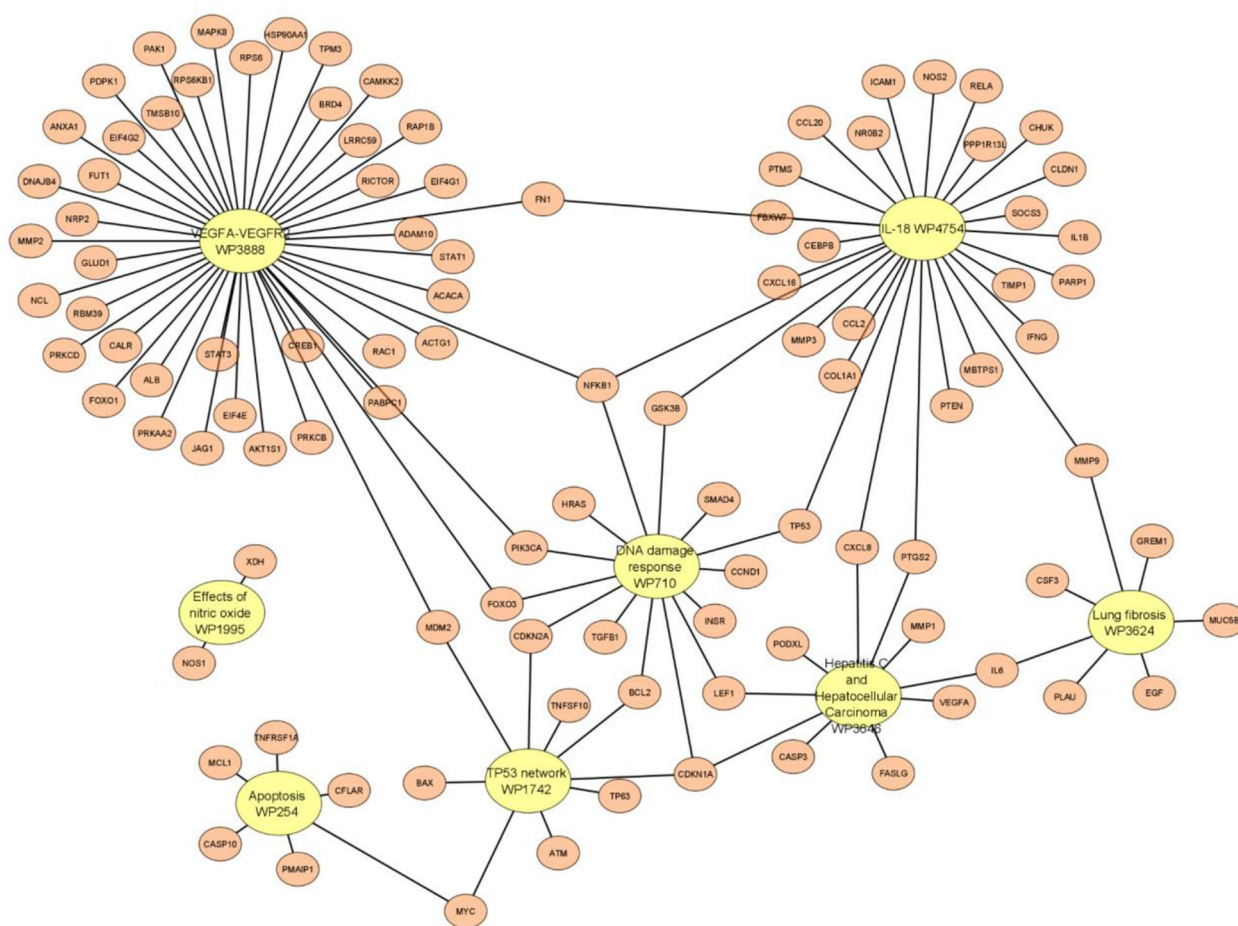 MAPK8
HSP90AA1
PAK1
RPS6
TPM3
PDPK1
RPS6KB1
CAMKK2
TMSB10
BRD4
ANXA1
EIF4G2
LRRC59
RAP1B
FUT1
RICTOR
EIF4G1
DNAJB4
NRP2
VEGFA-VEGFR2
WP3888
ADAM10
MMP2
STAT1
GLUD1
ACACA
NCL
RBM39
PRKCD
CALR
STAT3
CREB1
RAC1
ACTG1
ALB
FOXO1
PABPC1
EIF4E
PRKAA2
JAG1
AKT1S1
PRKCB
FN1
NFKB1
GSK3B
ICAM1
NOS2
RELA
CCL20
NR0B2
PPP1R13L
CHUK
PTMS
CLDN1
FBXW7
SOCS3
IL-18 WP4754
CEBPB
IL1B
CXCL16
TIMP1
PARP1
CCL2
MMP3
IFNG
COL1A1
MBTPS1
PTEN
MMP9
HRAS
SMAD4
TP53
PIK3CA
DNA damage
response
WP710
CCND1
CXCL8
PTGS2
FOXO3
INSR
TGFB1
CDKN2A
MDM2
XDH
Effects of
nitric oxide
WP1995
NOS1
GREM1
CSF3
Lung fibrosis
WP3624
MUC5B
PLAU
EGF
IL6
PODXL
MMP1
Hepatitis C
and
Hepatocellular
Carcinoma
WP3646
VEGFA
CASP3
FASLG
BCL2
LEF1
TNFSF10
TP53 network
WP1742
BAX
CDKN1A
TP63
ATM
TNFRSF1A
MCL1
Apoptosis
WP254
CFLAR
CASP10
PMAIP1
MYC